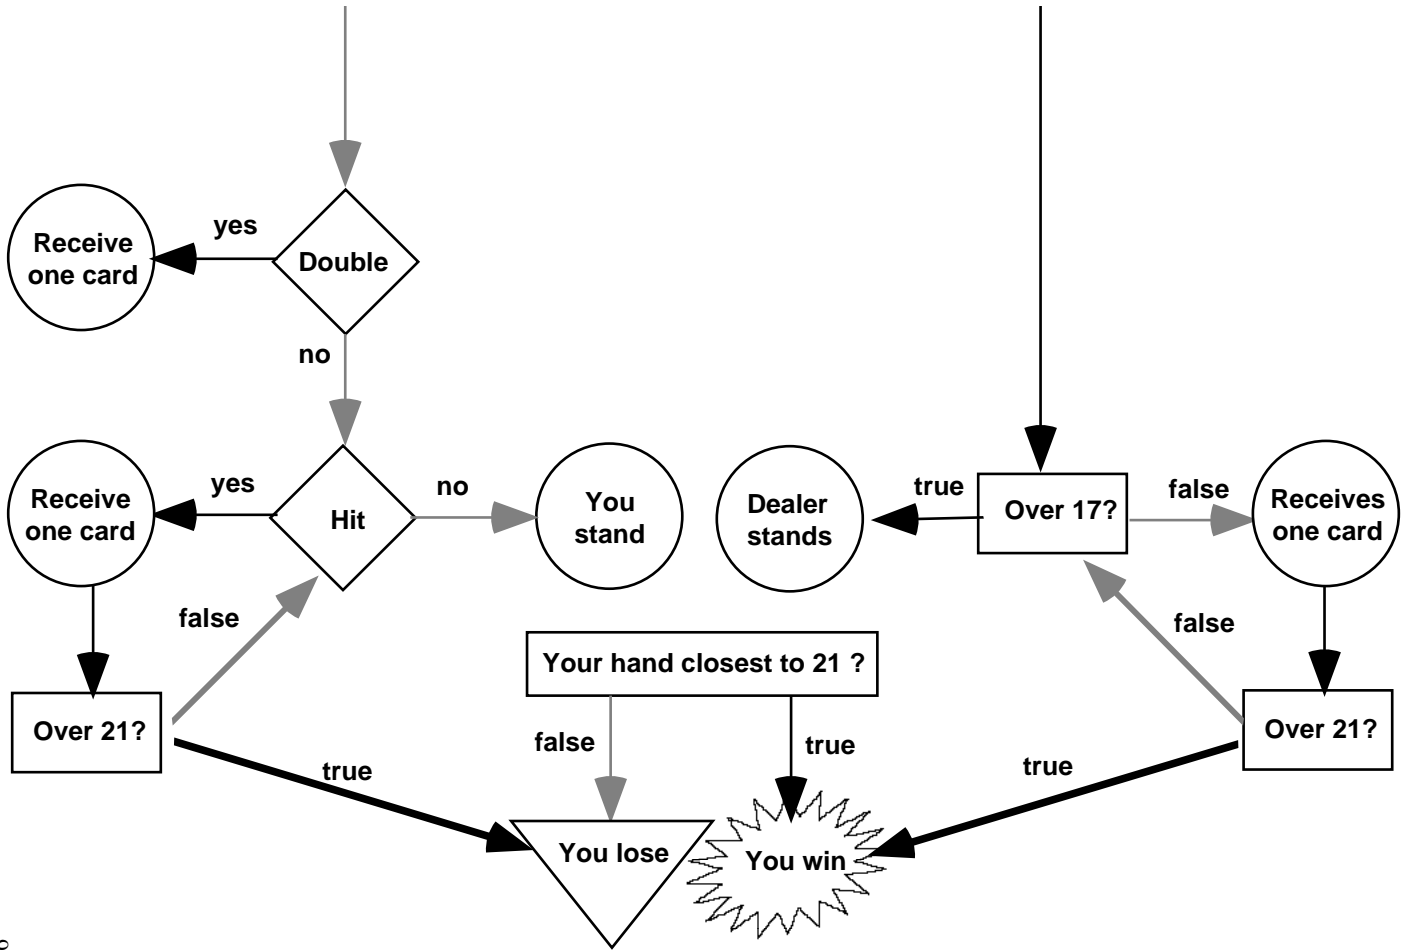 yes
Receive
one card
Double
no
Receive
one card
yes
Hit
no
You
stand
Dealer
stands
true
Over 17?
false
Receives
one card
false
false
Your hand closest to 21 ?
Over 21?
Over 21?
false
true
true
true
You lose
You win